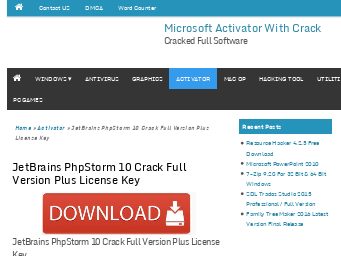 Contact US DMCA Word Counter
Microsoft Activator With Crack
Cracked Full Software
WINDOWS ANTIVIRUS GRAPHICS ACTIVATOR MAC OP HACKING TOOL UTILITI
PC GAMES
Home » Activator » JetBrains PhpStorm 10 Crack Full Version Plus
License Key
JetBrains PhpStorm 10 Crack Full
Version Plus License Key
DOWNLOAD
JetBrains PhpStorm 10 Crack Full Version Plus License
Key
Recent Posts
Resource Hacker 4.2.5 Free
Download
Microsoft PowerPoint 2010
7-Zip 9.20 For 32 Bit & 64 Bit
Windows
SDL Trados Studio 2015
Professional / Full Version
Family Tree Maker 2016 Latest
Version Final Release